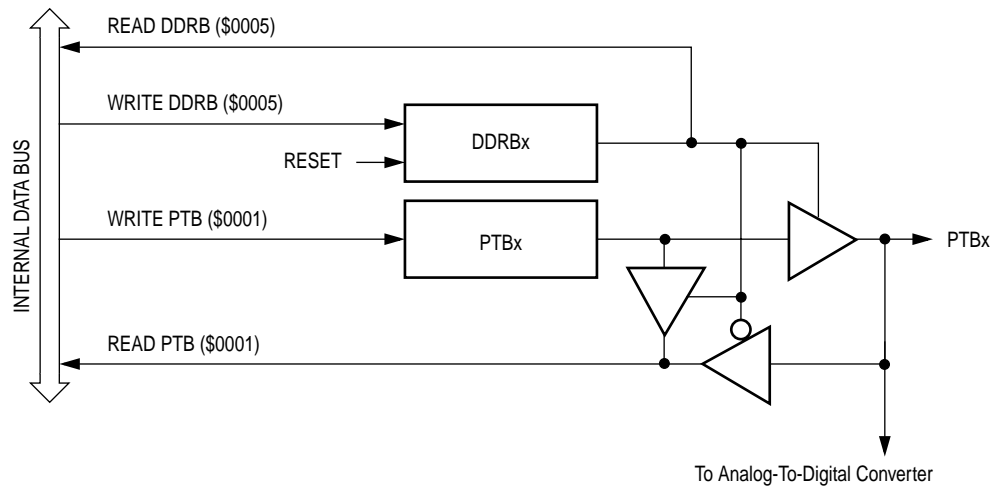 READ DDRB ($0005)
WRITE DDRB ($0005)
DDRBx
RESET
INTERNAL DATA BUS
WRITE PTB ($0001)
PTBx
PTBx
READ PTB ($0001)
To Analog-To-Digital Converter